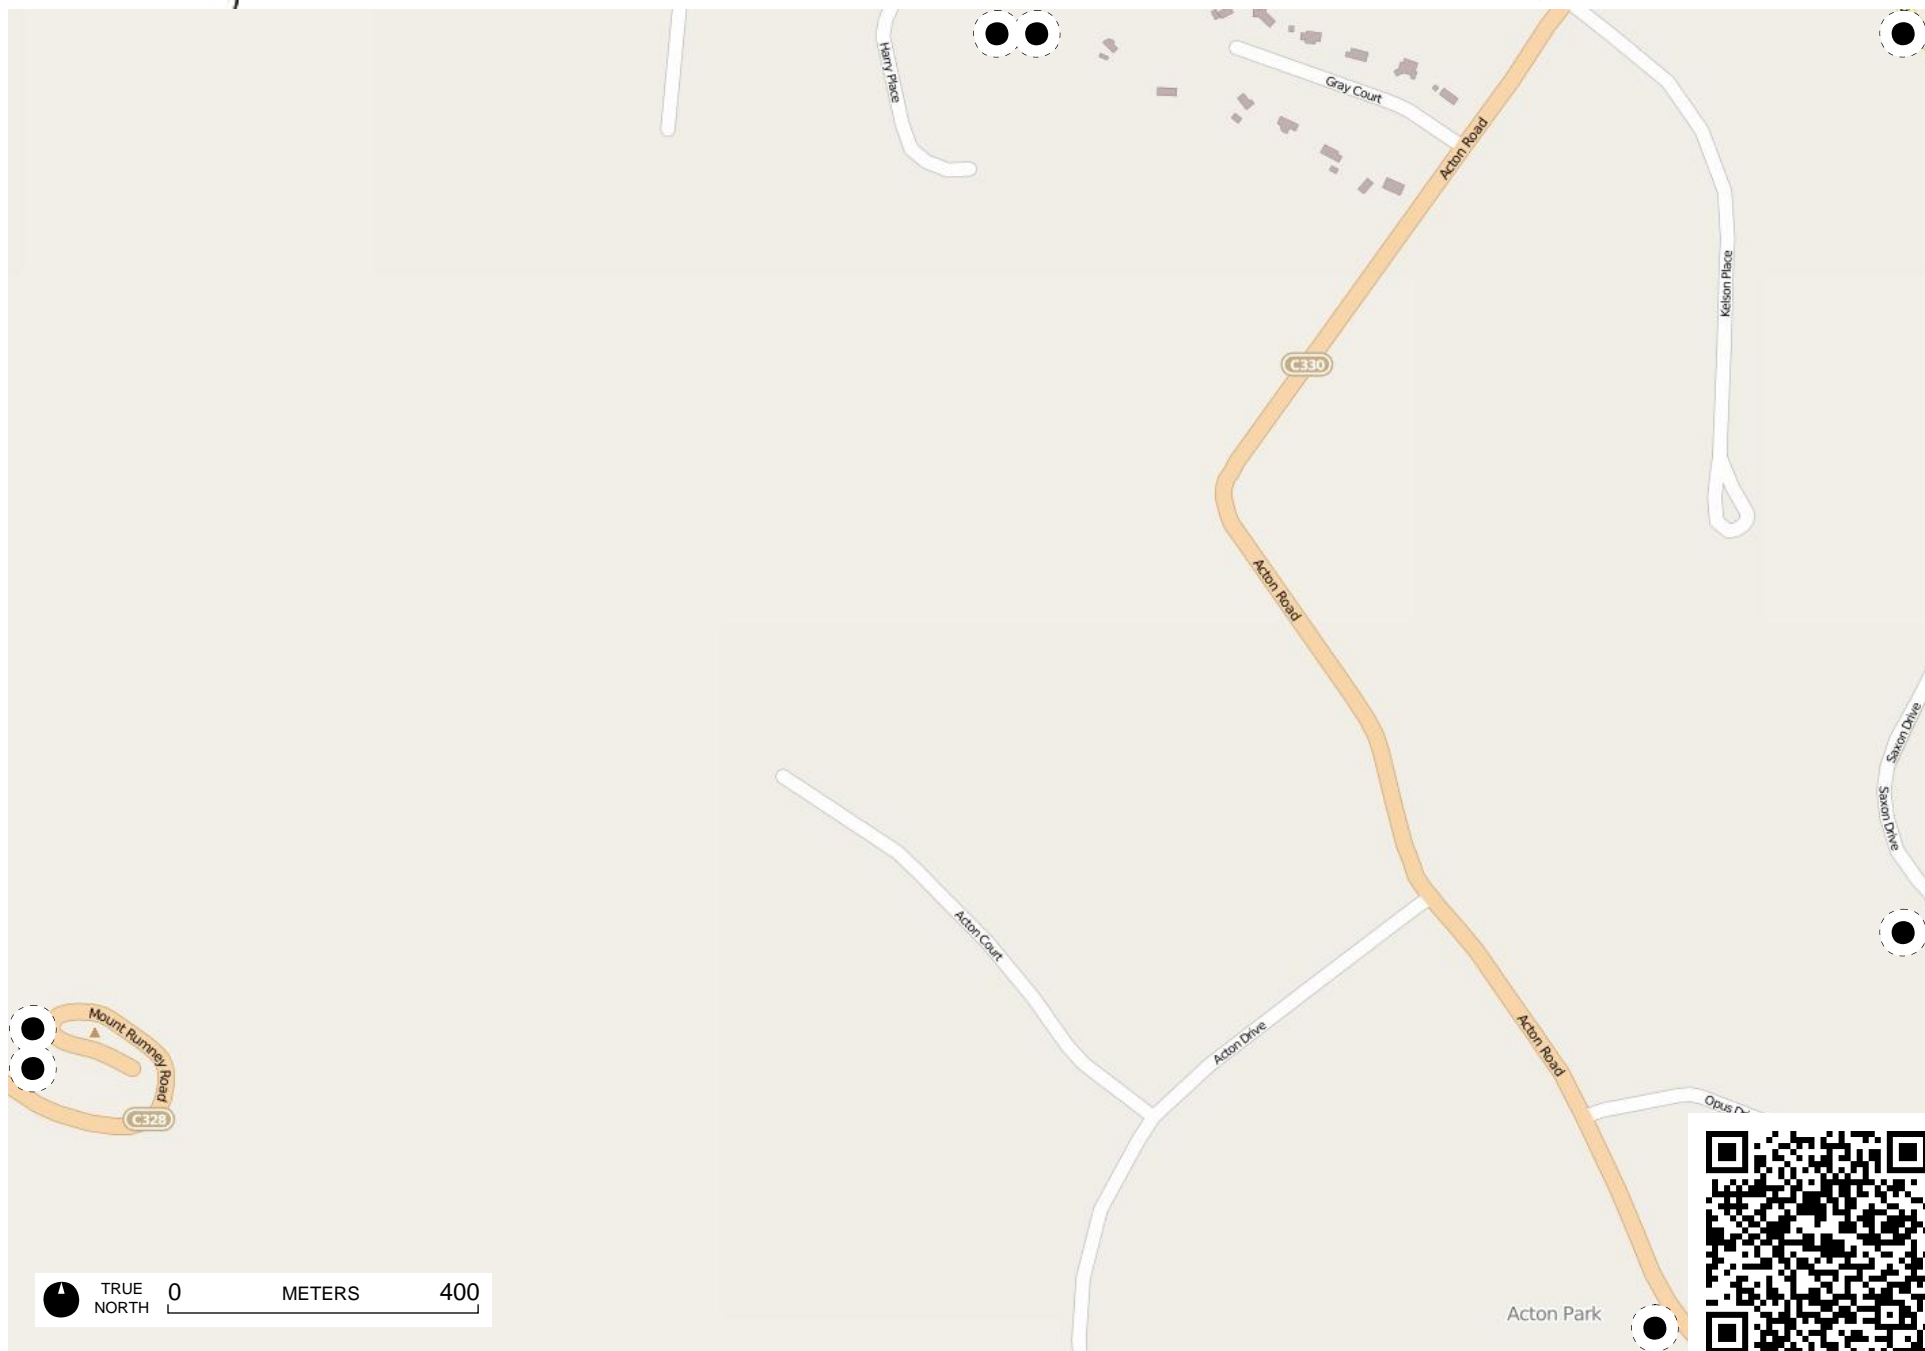 Harry Place
Gray Court
Acton Road
Kelson Place
C330
Acton Road
Saxon Drive
Saxon Drive
Acton Court
Mount Rumney Road
Acton Drive
Acton Road
Opus
C328
TRUE
NORTH
0 METERS 400
Acton Park